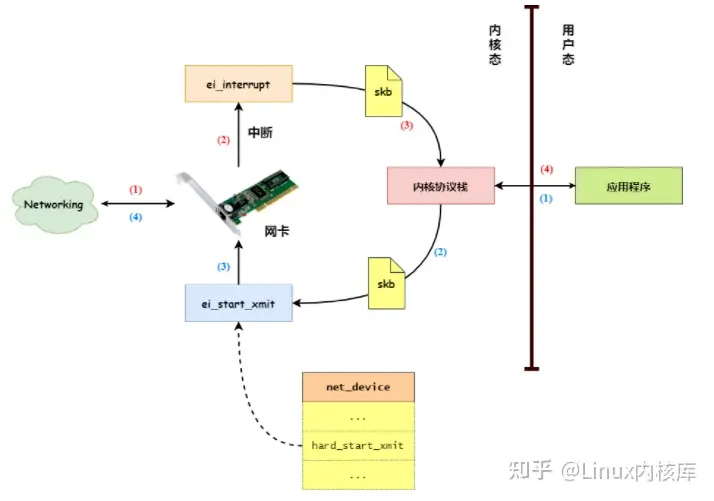 内核态
用户态
ei_interrupt
skb
(2)
中断
(3)
(1)
Networking
(4)
网卡
内核协议栈
(4)
(1)
应用程序
(3)
(2)
skb
ei_start_xmit
net_device
...
hard_start_xmit
...
知乎 @Linux内核库